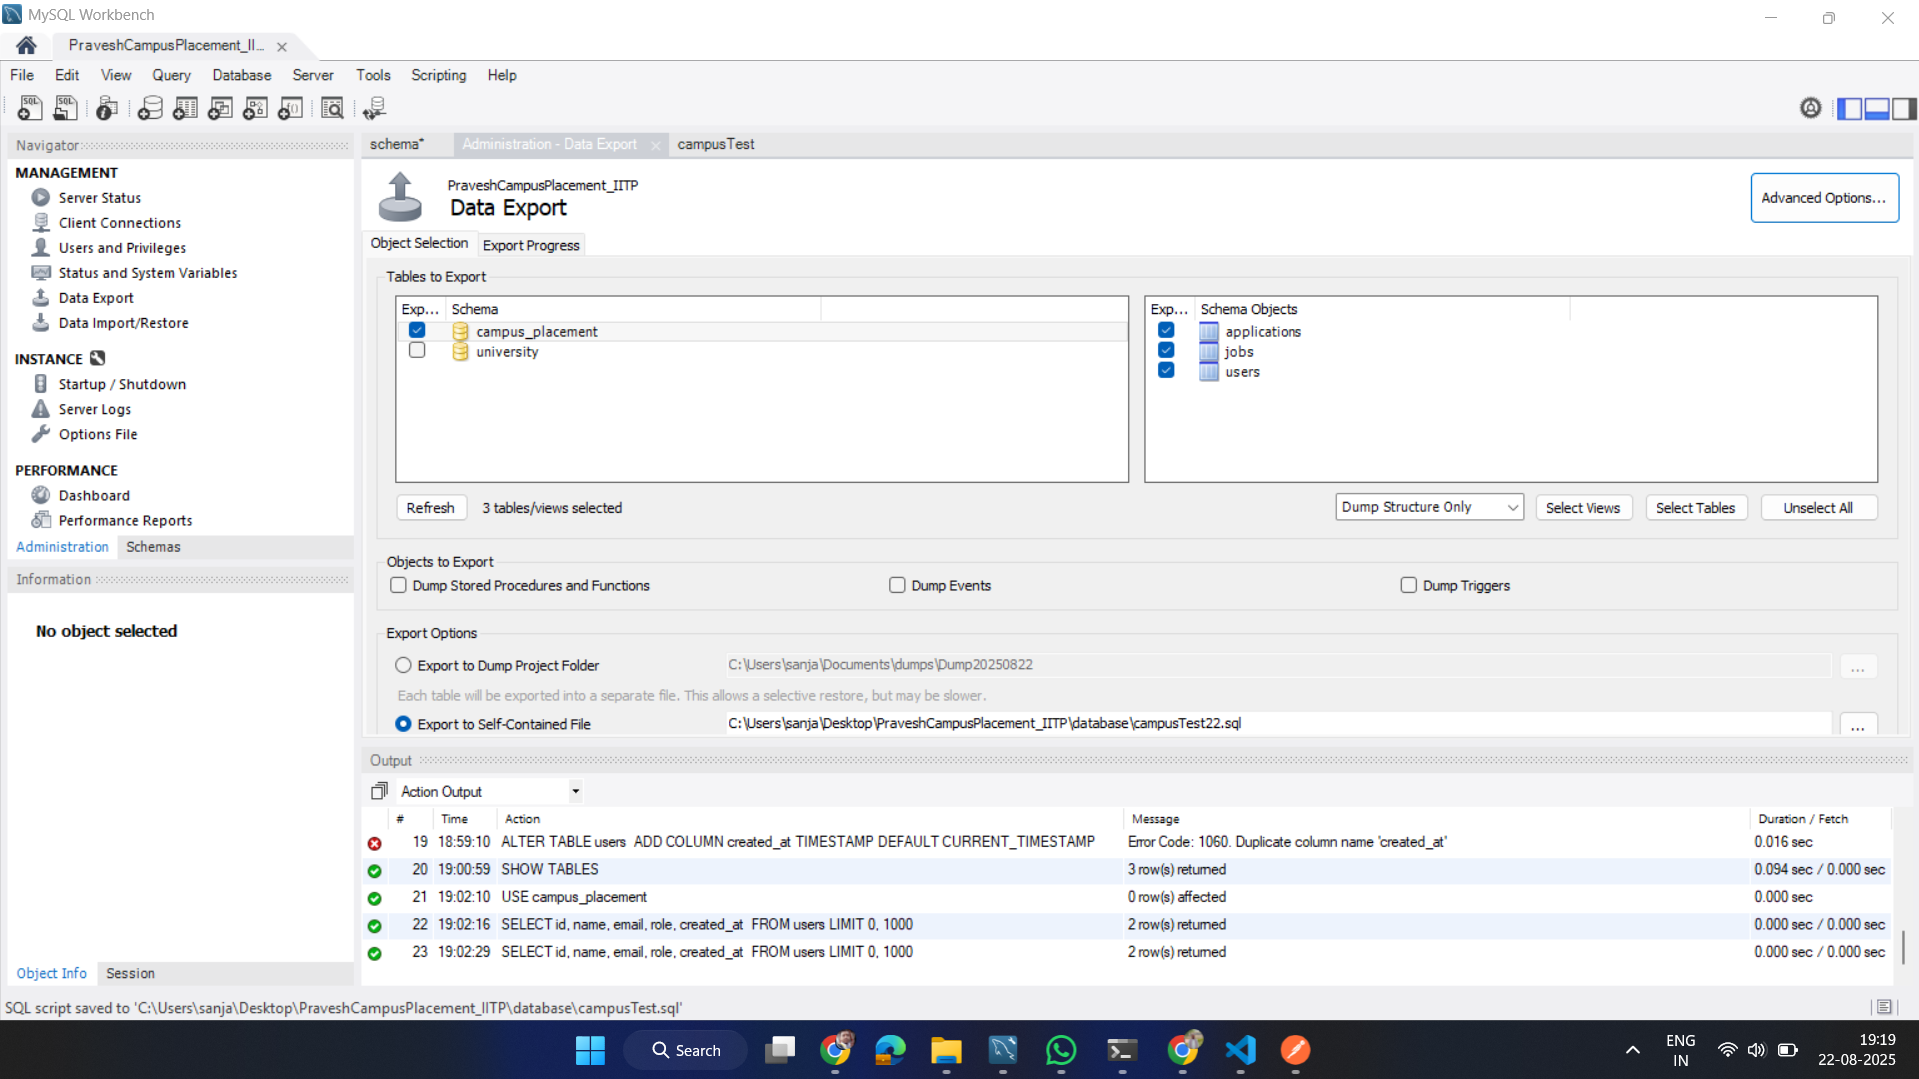 MySQL Workbench
PraveshCampusPlacement_II...
File Edit View Query Database Server Tools Scripting Help
Navigator
MANAGEMENT
Server Status
Client Connections
Users and Privileges
Status and System Variables
Data Export
Data Import/Restore
INSTANCE
Startup / Shutdown
Server Logs
Options File
PERFORMANCE
Dashboard
Performance Reports
Administration Schemas
Information
No object selected
Object Info Session
schema* Administration - Data Export campusTest
PraveshCampusPlacement_IITP
Data Export
Advanced Options...
Object Selection Export Progress
Tables to Export
Exp... Schema
campus_placement
university
Exp... Schema Objects
applications
jobs
users
Refresh 3 tables/views selected Dump Structure Only Select Views Select Tables Unselect All
Objects to Export
Dump Stored Procedures and Functions Dump Events Dump Triggers
Export Options
Export to Dump Project Folder C:\Users\sanja\Documents\dumps\Dump20250822 ...
Each table will be exported into a separate file. This allows a selective restore, but may be slower.
Export to Self-Contained File C:\Users\sanja\Desktop\PraveshCampusPlacement_IITP\database\campusTest22.sql ...
Output
Action Output
# Time Action Message Duration / Fetch
19 18:59:10 ALTER TABLE users ADD COLUMN created_at TIMESTAMP DEFAULT CURRENT_TIMESTAMP Error Code: 1060. Duplicate column name 'created_at' 0.016 sec
20 19:00:59 SHOW TABLES 3 row(s) returned 0.094 sec / 0.000 sec
21 19:02:10 USE campus_placement 0 row(s) affected 0.000 sec
22 19:02:16 SELECT id, name, email, role, created_at FROM users LIMIT 0, 1000 2 row(s) returned 0.000 sec / 0.000 sec
23 19:02:29 SELECT id, name, email, role, created_at FROM users LIMIT 0, 1000 2 row(s) returned 0.000 sec / 0.000 sec
SQL script saved to 'C:\Users\sanja\Desktop\PraveshCampusPlacement_IITP\database\campusTest.sql'
Search
ENG
IN
19:19
22-08-2025